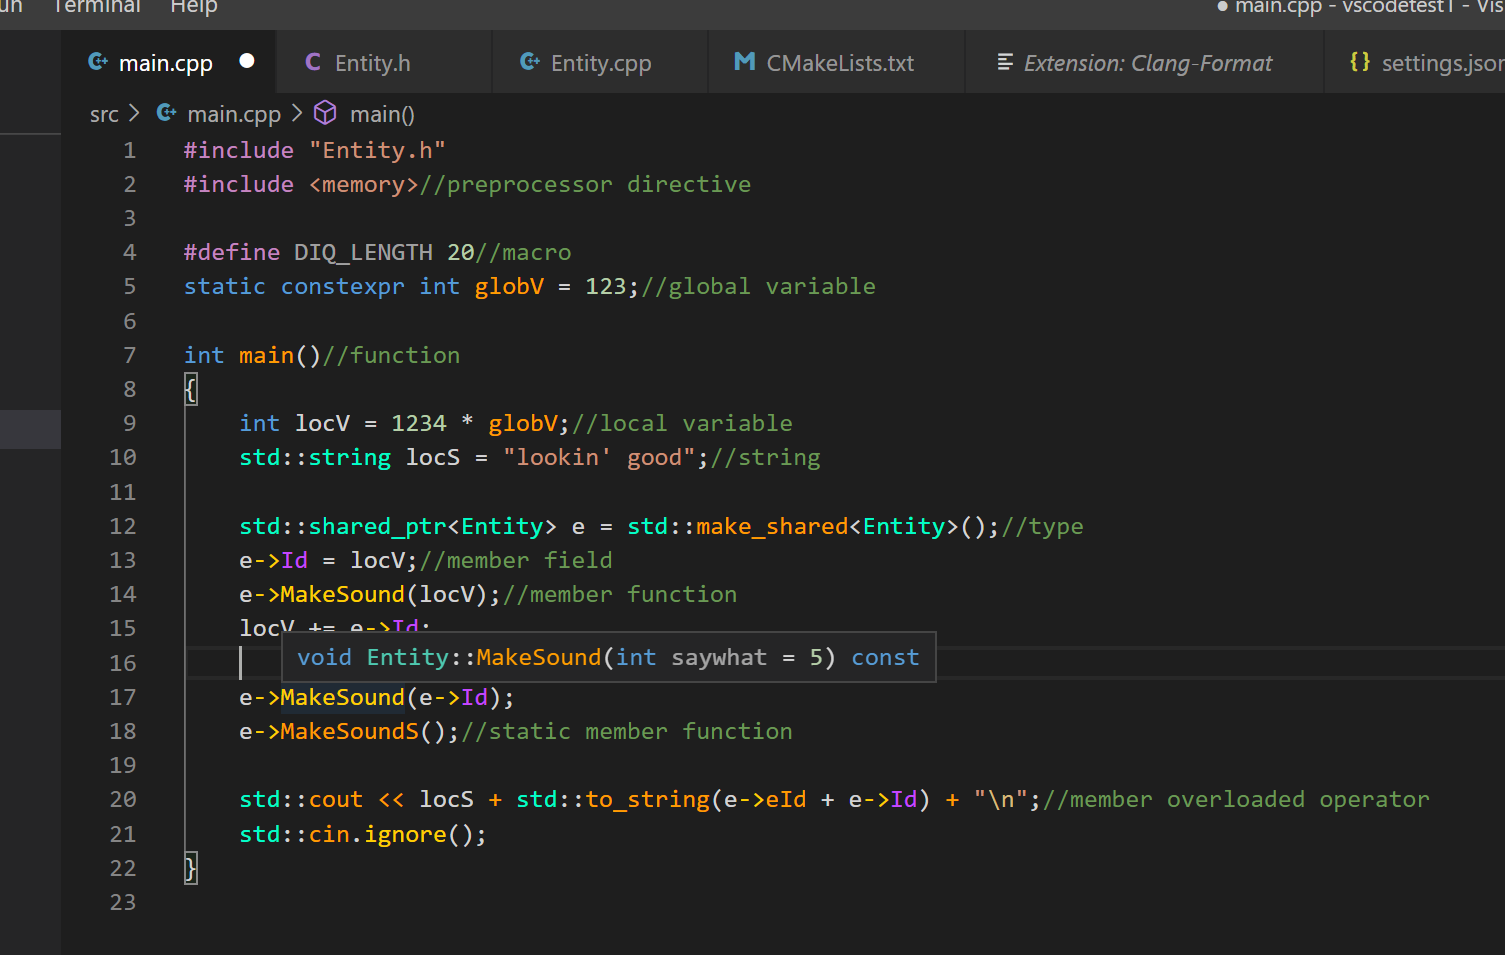 Terminal Help
main.cpp - vscodetest1 - Vis
main.cpp Entity.h Entity.cpp CMakeLists.txt Extension: Clang-Format settings.json
src > main.cpp > main()
1 #include "Entity.h"
2 #include <memory>//preprocessor directive
3
4 #define DIQ_LENGTH 20//macro
5 static constexpr int globV = 123;//global variable
6
7 int main()//function
8 {
9 int locV = 1234 * globV;//local variable
10 std::string locS = "lookin' good";//string
11
12 std::shared_ptr<Entity> e = std::make_shared<Entity>();//type
13 e->Id = locV;//member field
14 e->MakeSound(locV);//member function
15 locV += e->Id;
16
void Entity::MakeSound(int saywhat = 5) const
17 e->MakeSound(e->Id);
18 e->MakeSoundS();//static member function
19
20 std::cout << locS + std::to_string(e->eId + e->Id) + "\n";//member overloaded operator
21 std::cin.ignore();
22 }
23